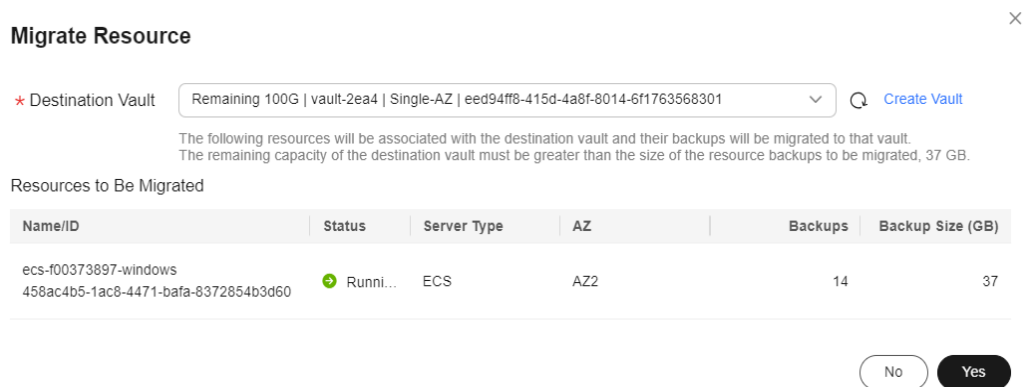 Migrate Resource
* Destination Vault
Remaining 100G | vault-2ea4 | Single-AZ | eed94ff8-415d-4a8f-8014-6f1763568301
Create Vault
The following resources will be associated with the destination vault and their backups will be migrated to that vault.
The remaining capacity of the destination vault must be greater than the size of the resource backups to be migrated, 37 GB.
Resources to Be Migrated
Name/ID Status Server Type AZ Backups Backup Size (GB)
ecs-f00373897-windows
458ac4b5-1ac8-4471-bafa-8372854b3d60 Runni... ECS AZ2 14 37
No Yes